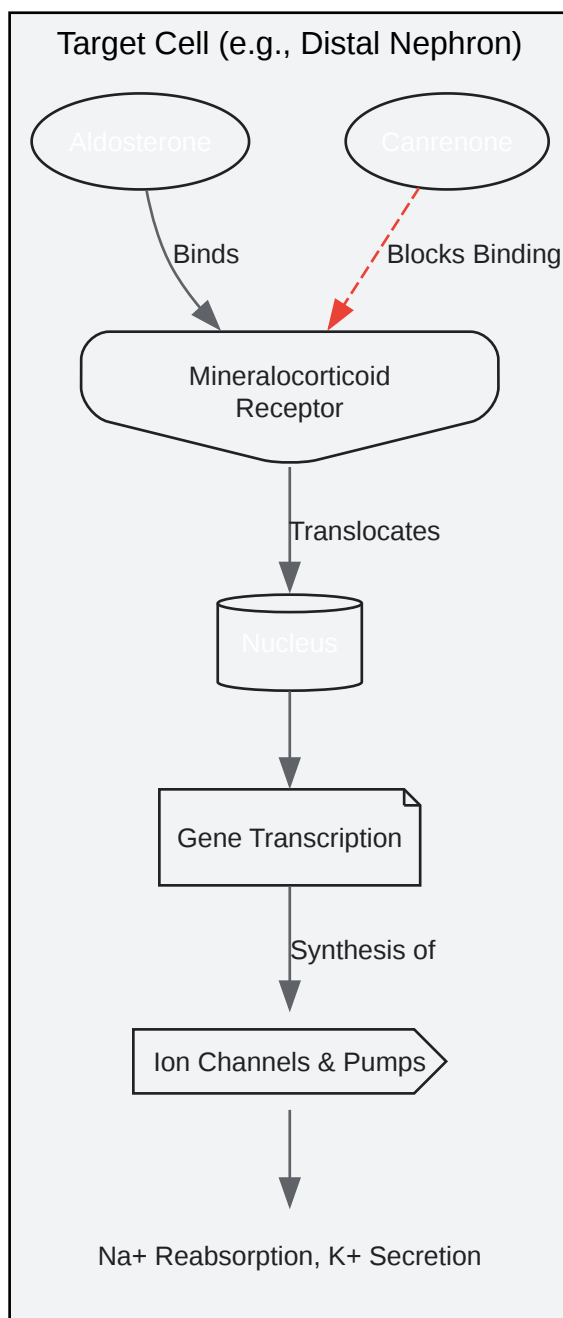 Target Cell (e.g., Distal Nephron)
Aldosterone
Canrenone
Binds
Blocks Binding
Mineralocorticoid
Receptor
Translocates
Nucleus
Gene Transcription
Synthesis of
Ion Channels & Pumps
Na+ Reabsorption, K+ Secretion